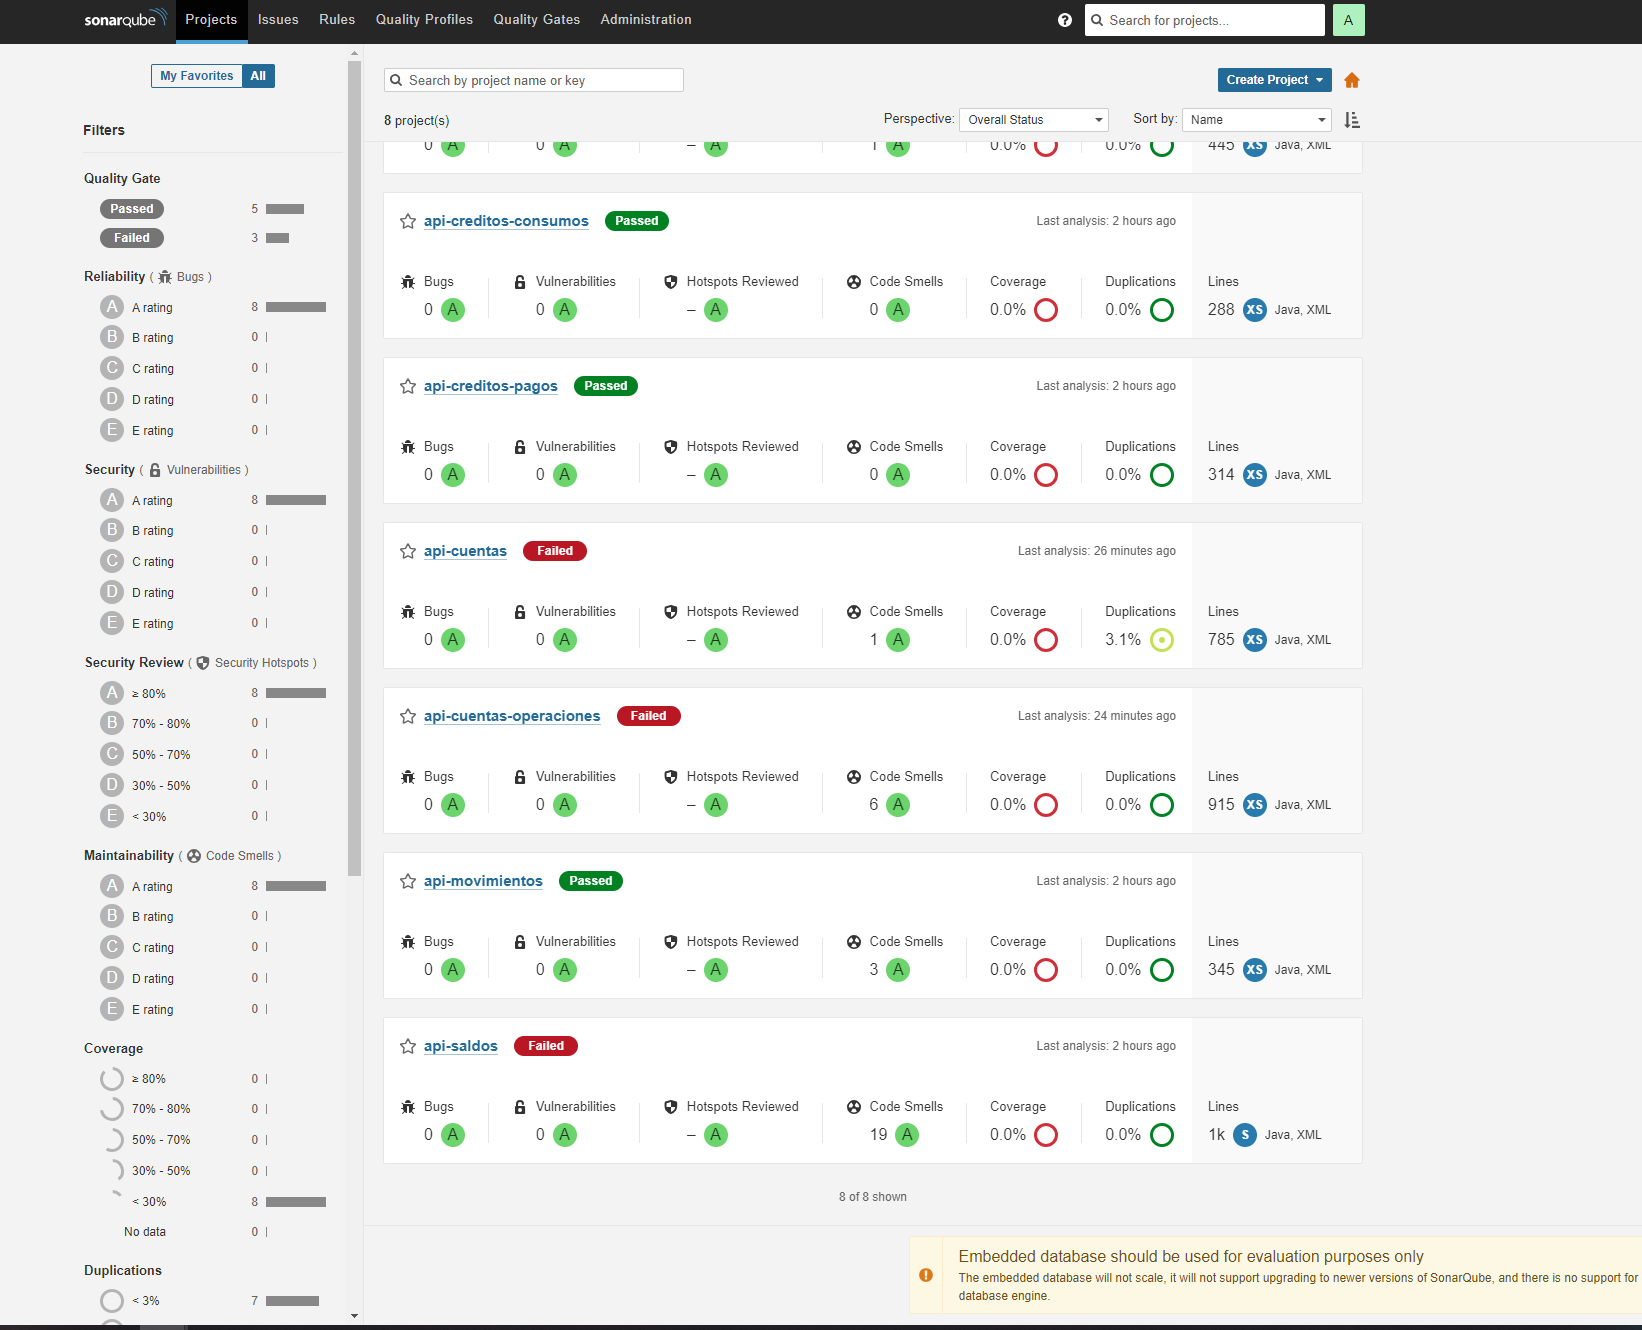 sonarqube Projects Issues Rules Quality Profiles Quality Gates Administration Search for projects... A
My Favorites All
Filters
Quality Gate
Passed 5
Failed 3
Reliability ( Bugs )
A A rating 8
B B rating 0
C C rating 0
D D rating 0
E E rating 0
Security ( Vulnerabilities )
A A rating 8
B B rating 0
C C rating 0
D D rating 0
E E rating 0
Security Review ( Security Hotspots )
A ≥ 80% 8
B 70% - 80% 0
C 50% - 70% 0
D 30% - 50% 0
E < 30% 0
Maintainability ( Code Smells )
A A rating 8
B B rating 0
C C rating 0
D D rating 0
E E rating 0
Coverage
≥ 80% 0
70% - 80% 0
50% - 70% 0
30% - 50% 0
< 30% 8
No data 0
Duplications
< 3% 7
Search by project name or key Create Project
8 project(s) Perspective: Overall Status Sort by: Name
0 A 0 A – A 1 A 0.0% 0.0% 445 XS Java, XML
api-creditos-consumos Passed Last analysis: 2 hours ago
Bugs Vulnerabilities Hotspots Reviewed Code Smells Coverage Duplications Lines
0 A 0 A – A 0 A 0.0% 0.0% 288 XS Java, XML
api-creditos-pagos Passed Last analysis: 2 hours ago
Bugs Vulnerabilities Hotspots Reviewed Code Smells Coverage Duplications Lines
0 A 0 A – A 0 A 0.0% 0.0% 314 XS Java, XML
api-cuentas Failed Last analysis: 26 minutes ago
Bugs Vulnerabilities Hotspots Reviewed Code Smells Coverage Duplications Lines
0 A 0 A – A 1 A 0.0% 3.1% 785 XS Java, XML
api-cuentas-operaciones Failed Last analysis: 24 minutes ago
Bugs Vulnerabilities Hotspots Reviewed Code Smells Coverage Duplications Lines
0 A 0 A – A 6 A 0.0% 0.0% 915 XS Java, XML
api-movimientos Passed Last analysis: 2 hours ago
Bugs Vulnerabilities Hotspots Reviewed Code Smells Coverage Duplications Lines
0 A 0 A – A 3 A 0.0% 0.0% 345 XS Java, XML
api-saldos Failed Last analysis: 2 hours ago
Bugs Vulnerabilities Hotspots Reviewed Code Smells Coverage Duplications Lines
0 A 0 A – A 19 A 0.0% 0.0% 1k S Java, XML
8 of 8 shown
Embedded database should be used for evaluation purposes only
The embedded database will not scale, it will not support upgrading to newer versions of SonarQube, and there is no support for
database engine.